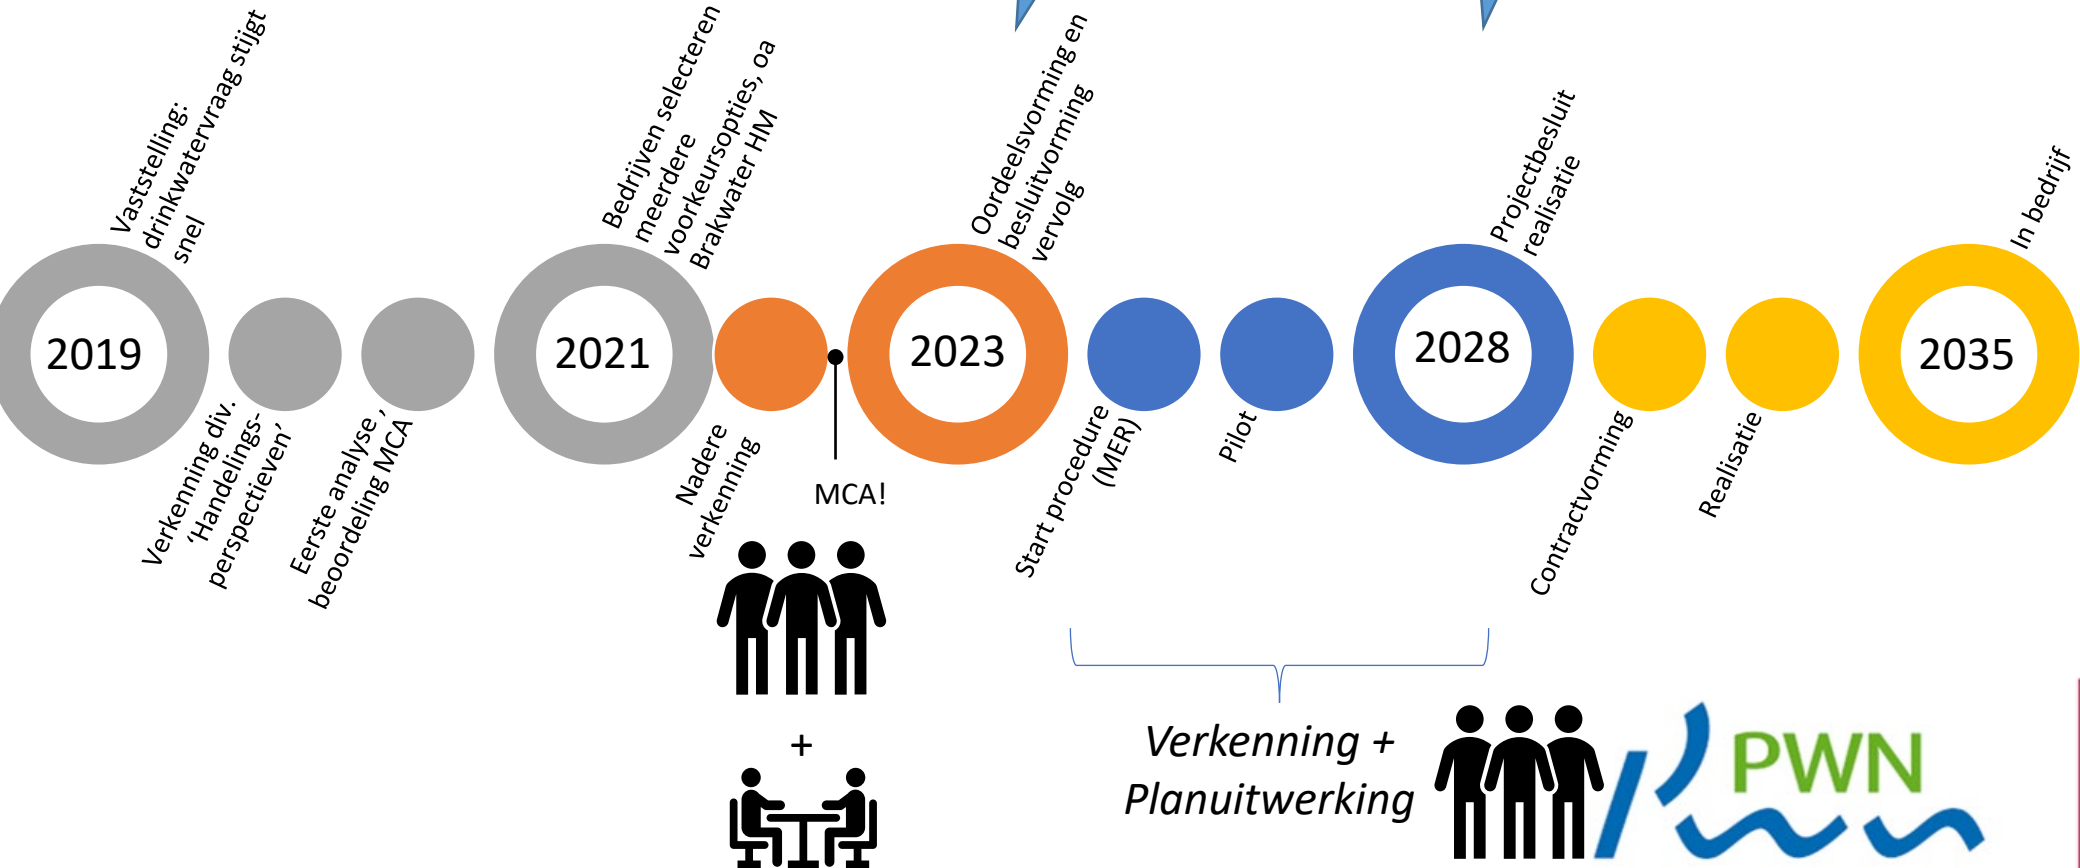 Vaststelling:
drinkwatervraag stijgt
snel
2019
Verkenning div.
‘Handelings-
perspectieven’
Eerste analyse ,
beoordeling MCA
Bedrijven selecteren
meerdere
voorkeursopties, oa
Brakwater HM
2021
Nadere
verkenning
MCA!
+
Oordeelsvorming en
besluitvorming
vervolg
2023
Start procedure
(MER)
Pilot
Projectbesluit
realisatie
2028
Contractvorming
Realisatie
In bedrijf
2035
Verkenning +
Planuitwerking
PWN